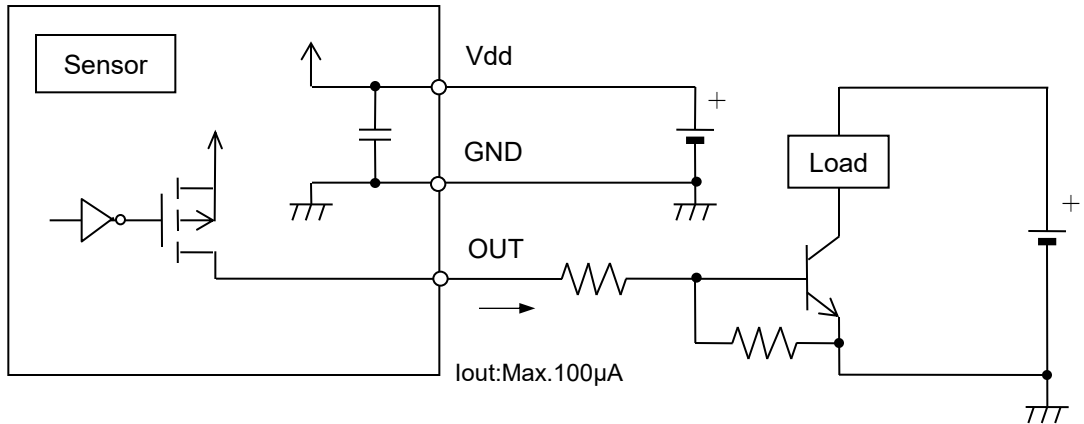 Sensor
Vdd
+
GND
Load
+
OUT
Iout:Max.100μA